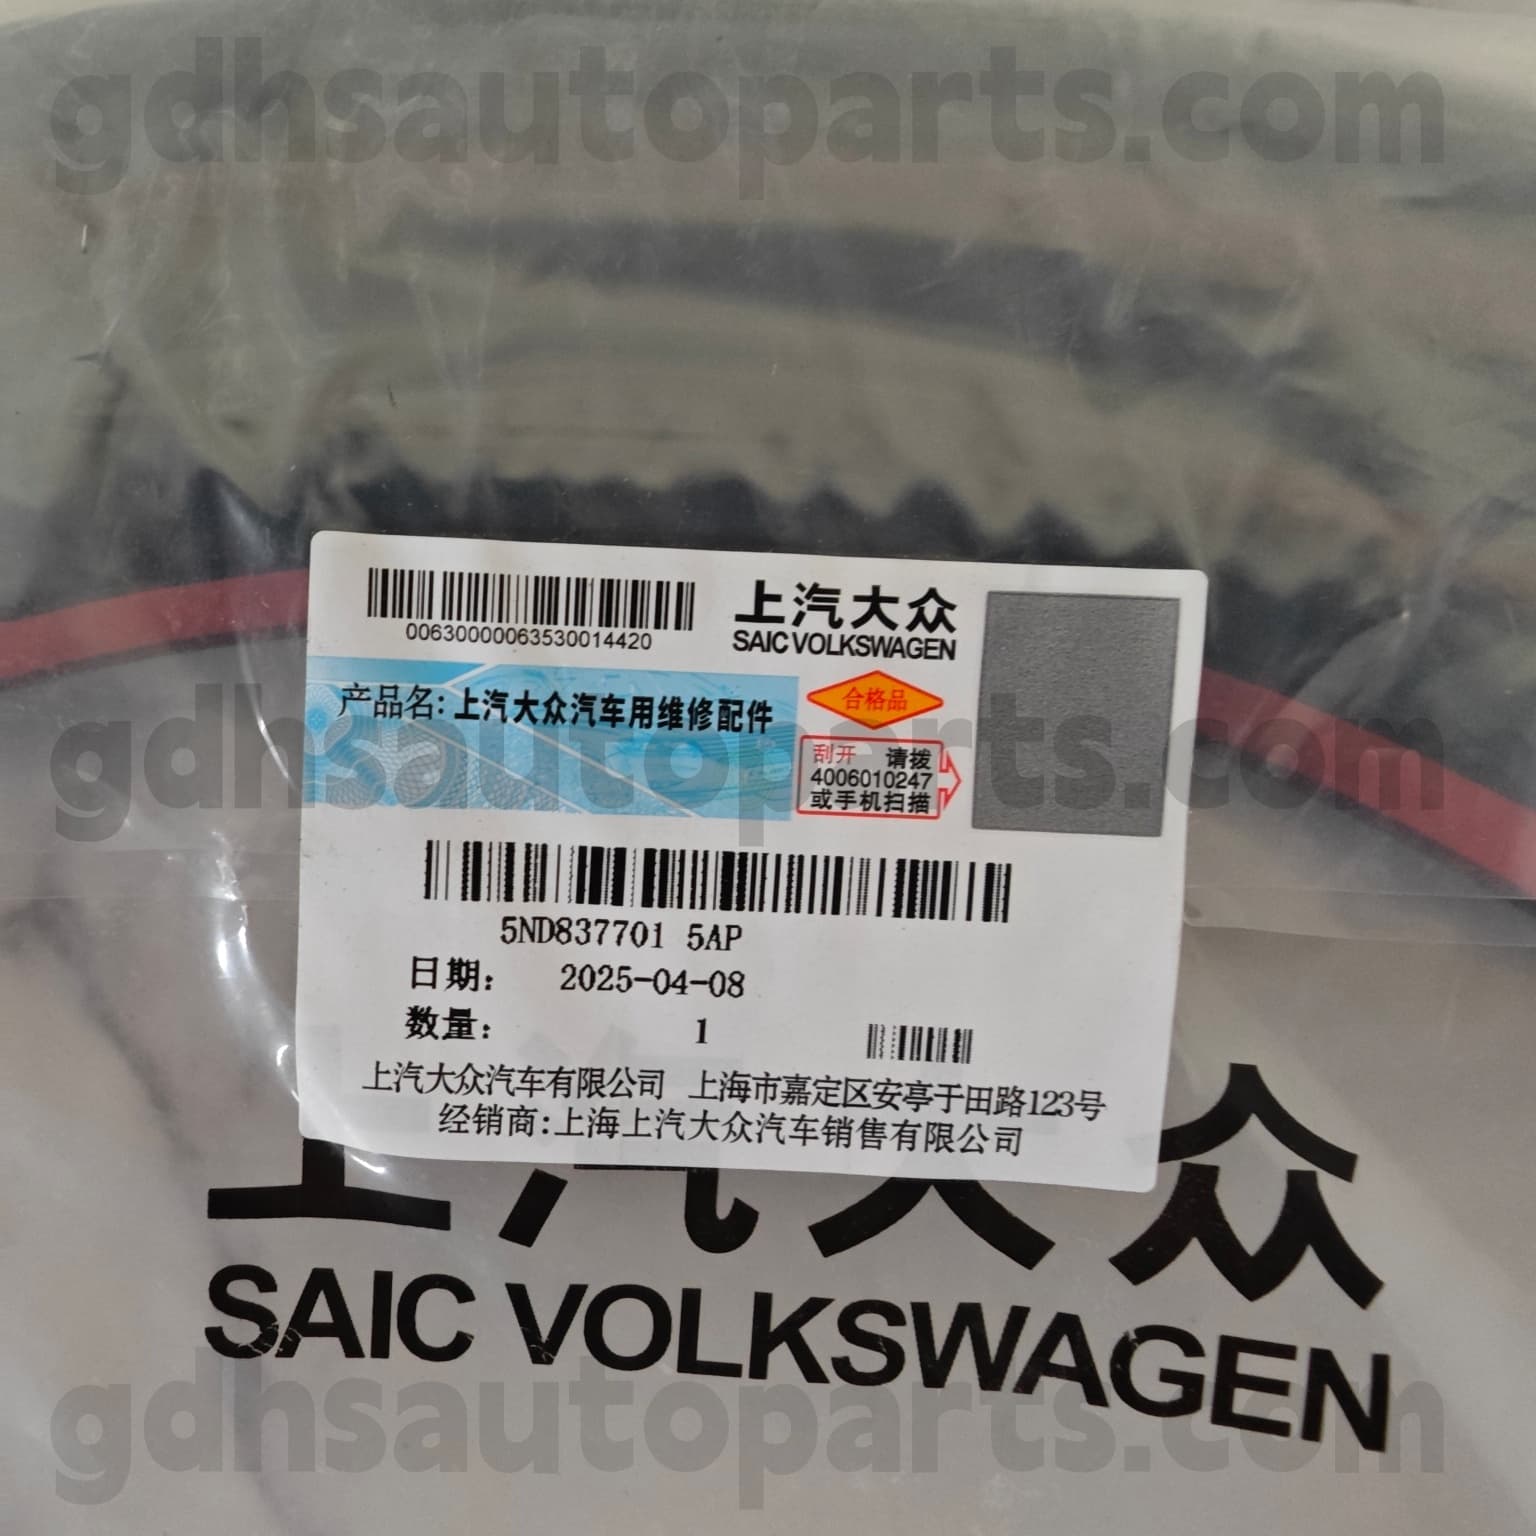 gdhsautoparts.com
00630000063530014420
上汽大众
SAIC VOLKSWAGEN
产品名:上汽大众汽车用维修配件
合格品
刮开 请拨
4006010247
或手机扫描
gdhsautoparts.com
5ND837701 5AP
日期: 2025-04-08
数量: 1
上汽大众汽车有限公司 上海市嘉定区安亭于田路123号
经销商:上海上汽大众汽车销售有限公司
上汽大众
SAIC VOLKSWAGEN
gdhsautoparts.com